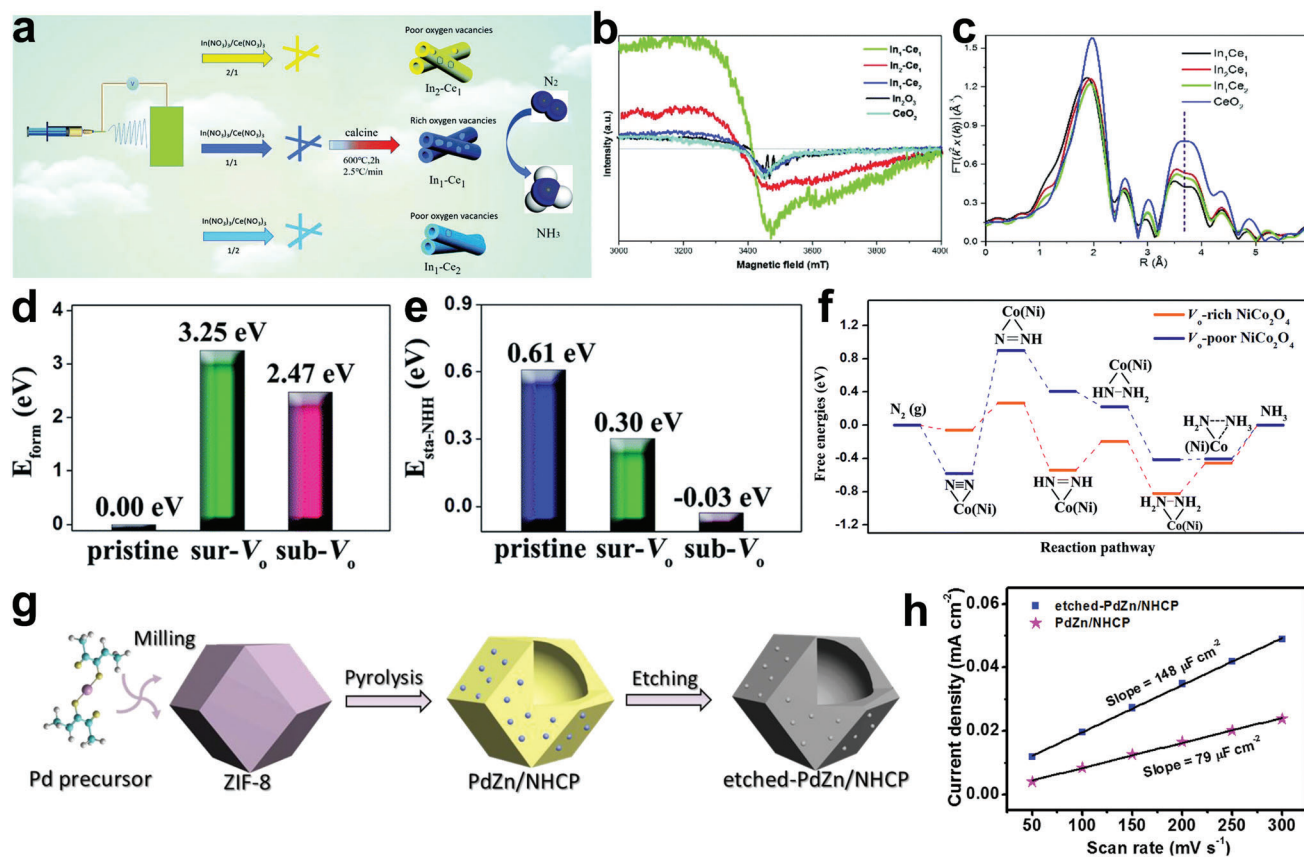 a
In(NO3)3/Ce(NO3)3
2/1
Poor oxygen vacancies
In2-Ce1
N2
V
In(NO3)3/Ce(NO3)3
1/1
calcine
600℃,2h
2.5℃/min
Rich oxygen vacancies
In1-Ce1
In(NO3)3/Ce(NO3)3
1/2
Poor oxygen vacancies
In1-Ce2
NH3
b
Intensity (a.u.)
In1-Ce1
In2-Ce1
In1-Ce2
In2O3
CeO2
3000 3200 3400 3600 3800 4000
Magnetic field (mT)
c
1.5
1.2
0.9
0.6
0.3
0.0
In1Ce1
In2Ce1
In1Ce2
CeO2
0 1 2 3 4 5
R (Å)
d
Eform (eV)
4
3
2
1
0
0.00 eV
3.25 eV
2.47 eV
pristine sur-Vo sub-Vo
e
Esta-NHH (eV)
0.9
0.6
0.3
0.0
0.61 eV
0.30 eV
-0.03 eV
pristine sur-Vo sub-Vo
f
Free energies (eV)
1.2
0.8
0.4
0.0
-0.4
-0.8
-1.2
Vo-rich NiCo2O4
Vo-poor NiCo2O4
N2 (g)
N≡N
Co(Ni)
Co(Ni)
N=NH
HN=NH
Co(Ni)
Co(Ni)
HN-NH2
H2N-NH2
Co(Ni)
H2N---NH3
(Ni)Co
NH3
Reaction pathway
g
Milling
Pd precursor
ZIF-8
Pyrolysis
PdZn/NHCP
Etching
etched-PdZn/NHCP
h
Current density (mA cm-2)
0.06
0.04
0.02
0.00
etched-PdZn/NHCP
PdZn/NHCP
Slope = 148 μF cm-2
Slope = 79 μF cm-2
50 100 150 200 250 300
Scan rate (mV s-1)